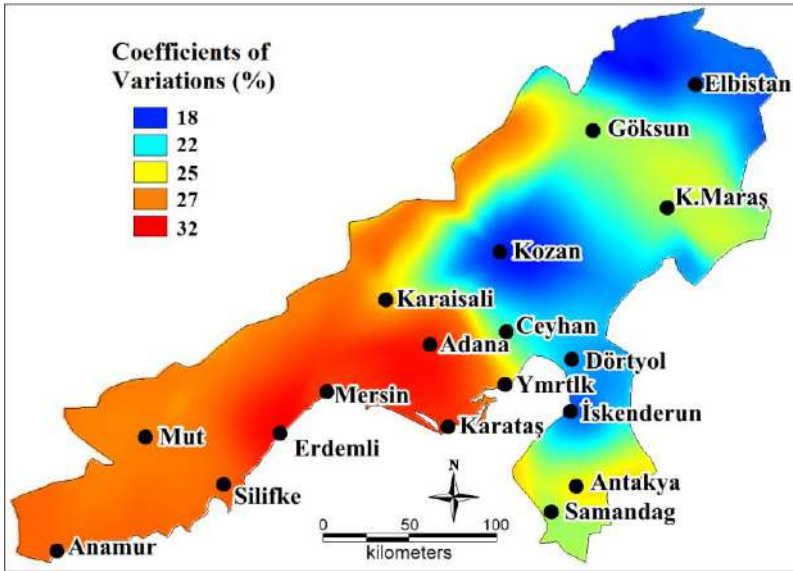 Coefficients of
Variations (%)
18
22
25
27
32
Elbistan
Göksun
K.Maraş
Kozan
Karaisali
Ceyhan
Adana
Dörtyol
Ymrtlk
Mersin
İskenderun
Karataş
Mut
Erdemli
Silifke
Antakya
Samandag
Anamur
N
0 50 100
kilometers